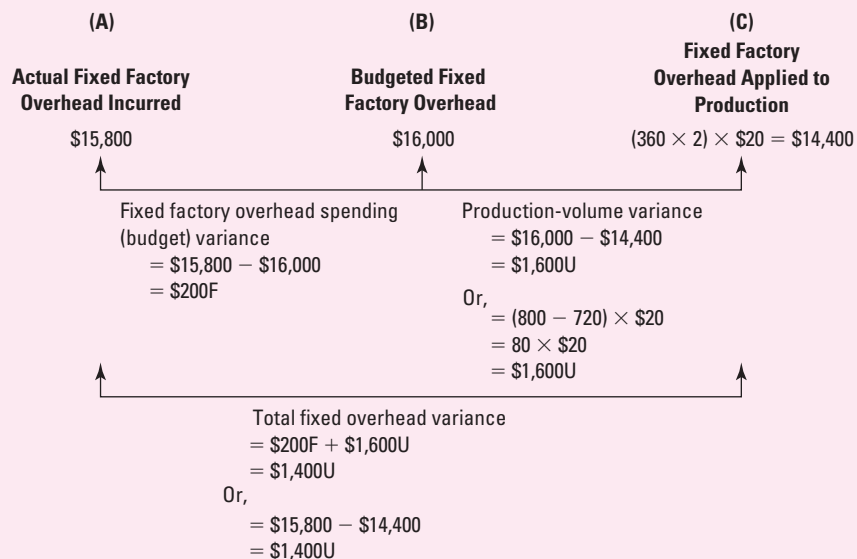 (A)
(B)
(C)
Actual Fixed Factory
Overhead Incurred
Budgeted Fixed
Factory Overhead
Fixed Factory
Overhead Applied to
Production
$15,800
$16,000
(360 × 2) × $20 = $14,400
Fixed factory overhead spending
(budget) variance
= $15,800 − $16,000
= $200F
Production-volume variance
= $16,000 − $14,400
= $1,600U
Or,
= (800 − 720) × $20
= 80 × $20
= $1,600U
Total fixed overhead variance
= $200F + $1,600U
= $1,400U
Or,
= $15,800 − $14,400
= $1,400U